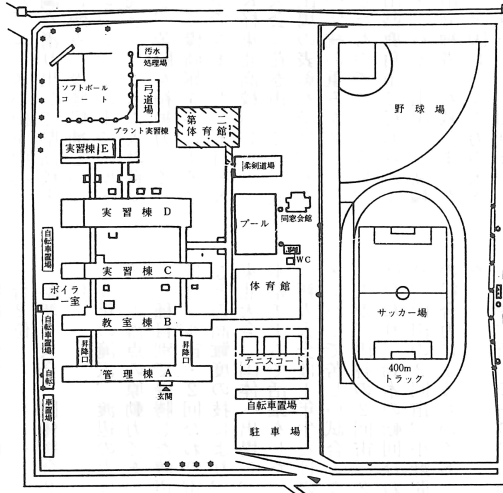 汚水
処理場
ソフトボール
コート
弓道場
プラント実習棟
第二
体育館
野球場
実習棟E
柔剣道場
実習棟D
プール
同窓会館
自転車置場
WC
実習棟C
ボイラー室
体育館
サッカー場
教室棟B
自転車置場
昇降口
昇降口
テニスコート
400m
トラック
管理棟A
自転
車置場
玄関
自転車置場
駐車場